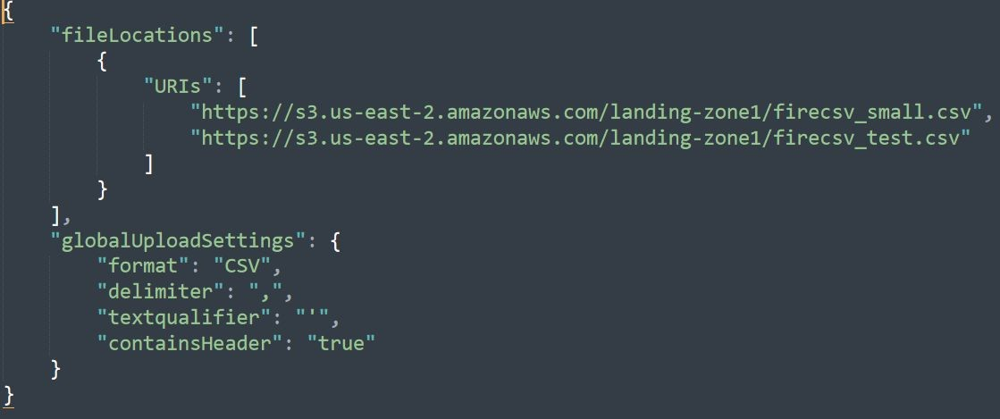 {
    "fileLocations": [
        {
            "URIs": [
                "https://s3.us-east-2.amazonaws.com/landing-zone1/firecsv_small.csv",
                "https://s3.us-east-2.amazonaws.com/landing-zone1/firecsv_test.csv"
            ]
        }
    ],
    "globalUploadSettings": {
        "format": "CSV",
        "delimiter": ",",
        "textqualifier": "'",
        "containsHeader": "true"
    }
}